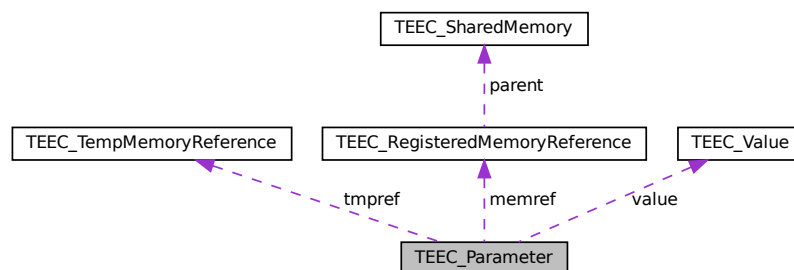 TEEC_SharedMemory
parent
TEEC_TempMemoryReference
TEEC_RegisteredMemoryReference
TEEC_Value
tmpref
memref
value
TEEC_Parameter